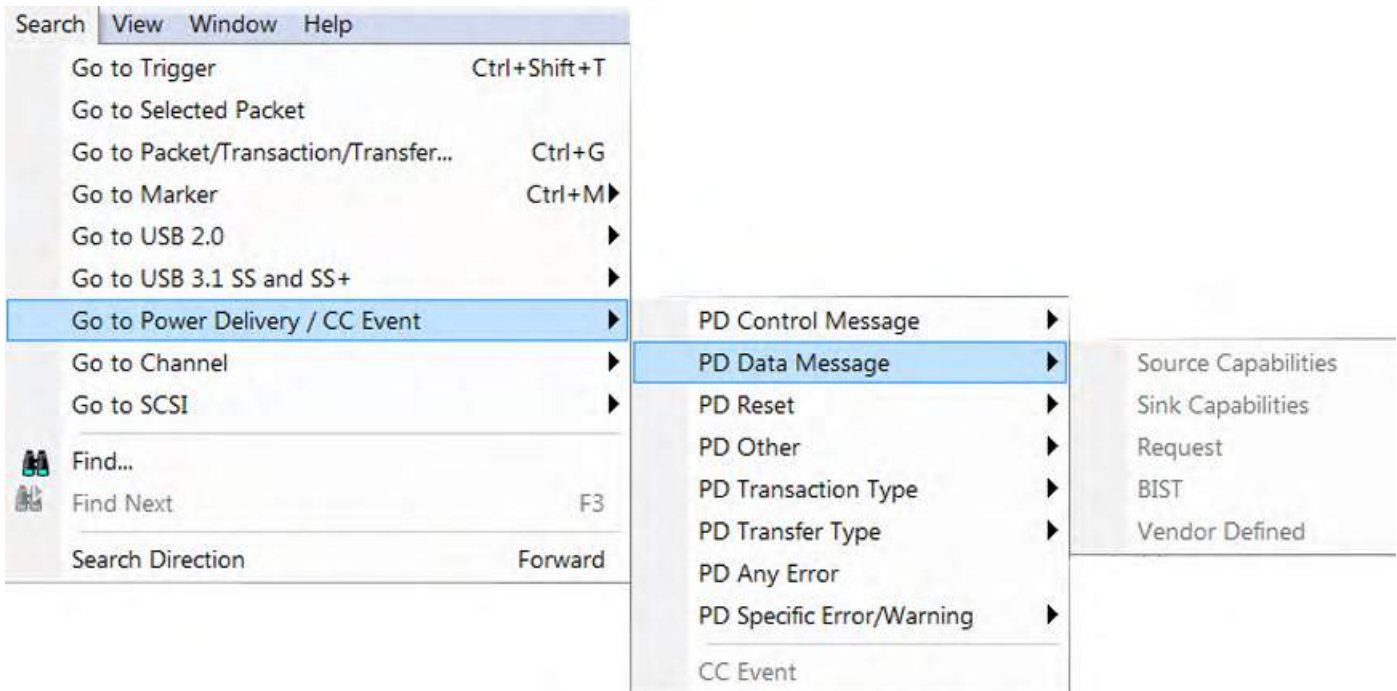 Search View Window Help
Go to Trigger Ctrl+Shift+T
Go to Selected Packet
Go to Packet/Transaction/Transfer... Ctrl+G
Go to Marker Ctrl+M
Go to USB 2.0
Go to USB 3.1 SS and SS+
Go to Power Delivery / CC Event
Go to Channel
Go to SCSI
Find...
Find Next F3
Search Direction Forward
PD Control Message
PD Data Message
PD Reset
PD Other
PD Transaction Type
PD Transfer Type
PD Any Error
PD Specific Error/Warning
CC Event
Source Capabilities
Sink Capabilities
Request
BIST
Vendor Defined